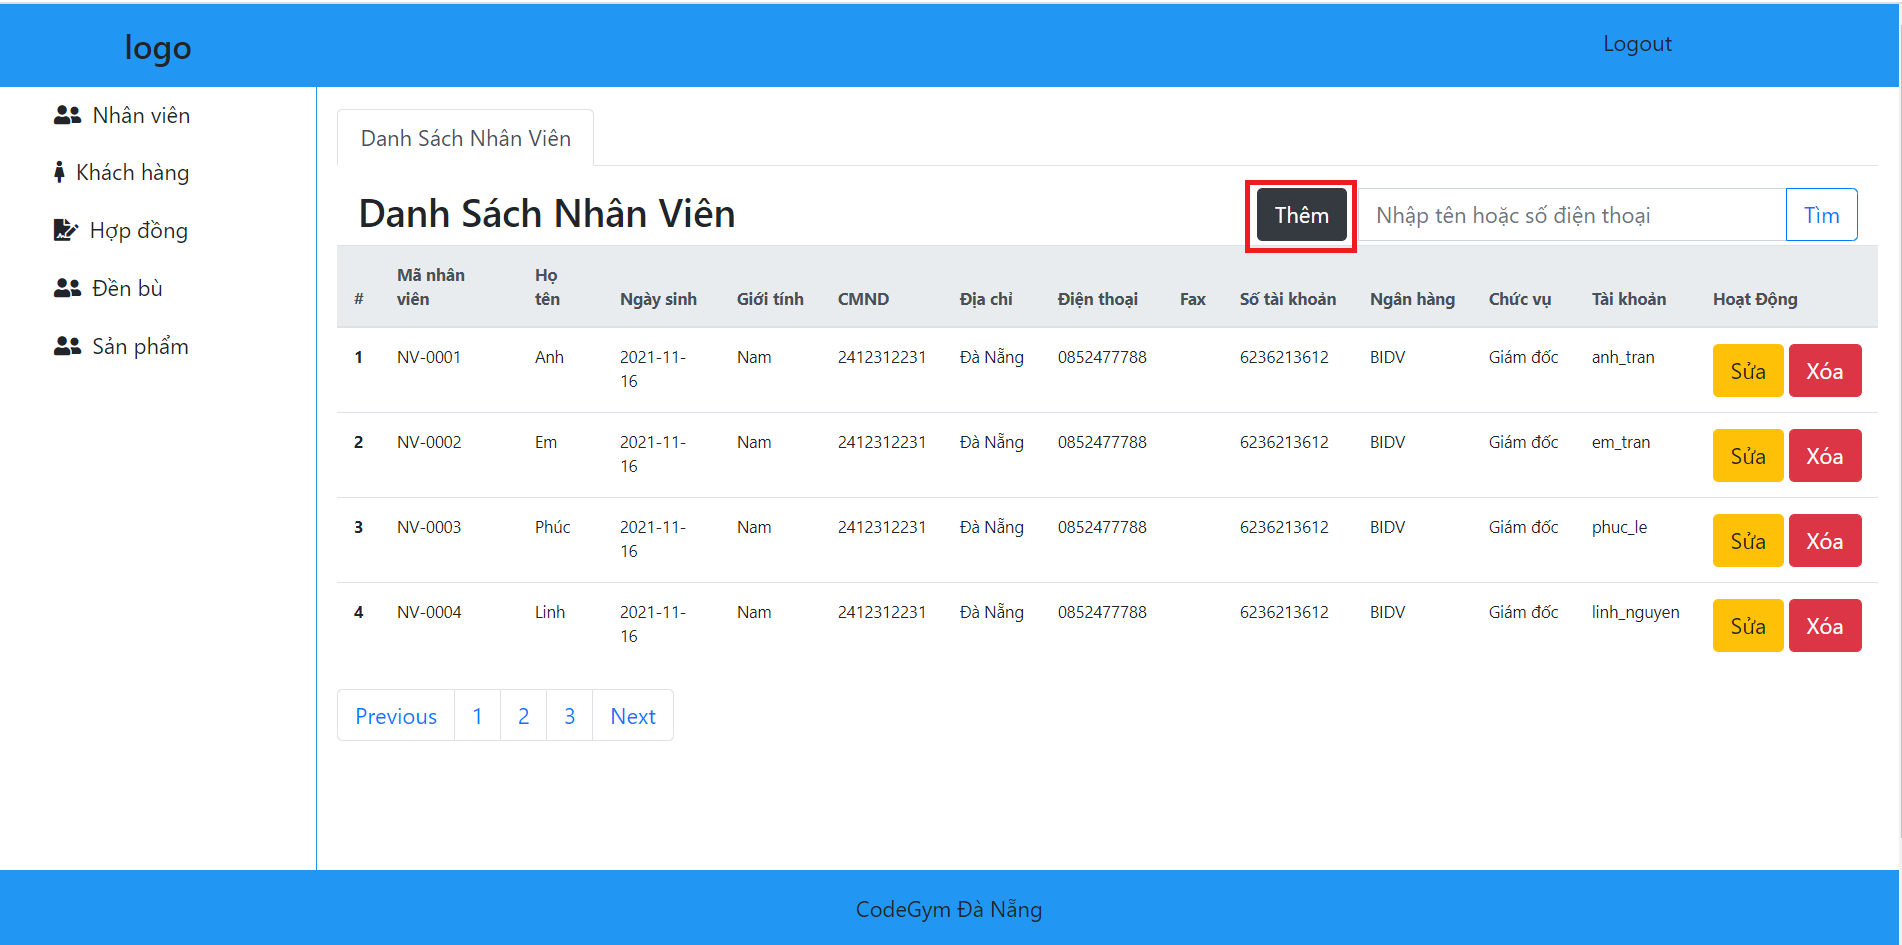 logo
Logout
Nhân viên
Khách hàng
Hợp đồng
Đền bù
Sản phẩm
Danh Sách Nhân Viên
Danh Sách Nhân Viên
Thêm
Nhập tên hoặc số điện thoại
Tìm
# Mã nhân viên Họ tên Ngày sinh Giới tính CMND Địa chỉ Điện thoại Fax Số tài khoản Ngân hàng Chức vụ Tài khoản Hoạt Động
1 NV-0001 Anh 2021-11-16 Nam 2412312231 Đà Nẵng 0852477788 6236213612 BIDV Giám đốc anh_tran Sửa Xóa
2 NV-0002 Em 2021-11-16 Nam 2412312231 Đà Nẵng 0852477788 6236213612 BIDV Giám đốc em_tran Sửa Xóa
3 NV-0003 Phúc 2021-11-16 Nam 2412312231 Đà Nẵng 0852477788 6236213612 BIDV Giám đốc phuc_le Sửa Xóa
4 NV-0004 Linh 2021-11-16 Nam 2412312231 Đà Nẵng 0852477788 6236213612 BIDV Giám đốc linh_nguyen Sửa Xóa
Previous 1 2 3 Next
CodeGym Đà Nẵng